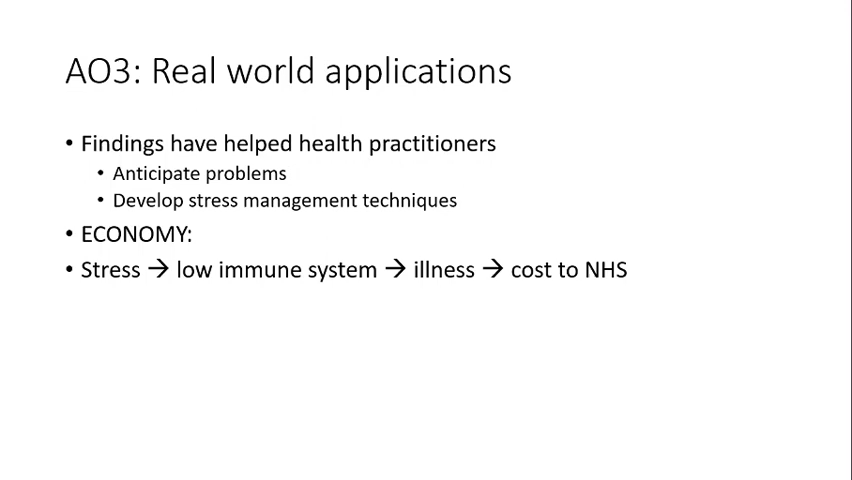 AO3: Real world applications
• Findings have helped health practitioners
• Anticipate problems
• Develop stress management techniques
• ECONOMY:
• Stress → low immune system → illness → cost to NHS